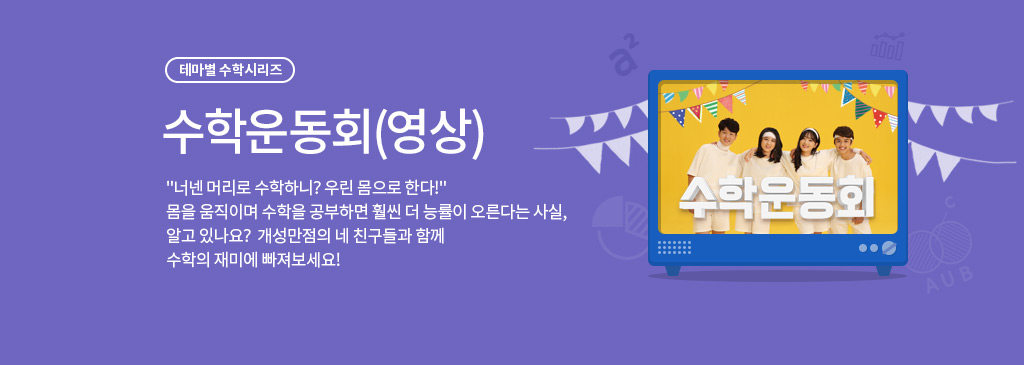 테마별 수학시리즈
수학운동회(영상)
"너넨 머리로 수학하니? 우린 몸으로 한다!"
몸을 움직이며 수학을 공부하면 훨씬 더 능률이 오른다는 사실,
알고 있나요? 개성만점의 네 친구들과 함께
수학의 재미에 빠져보세요!
a²
수학운동회
C
AUB